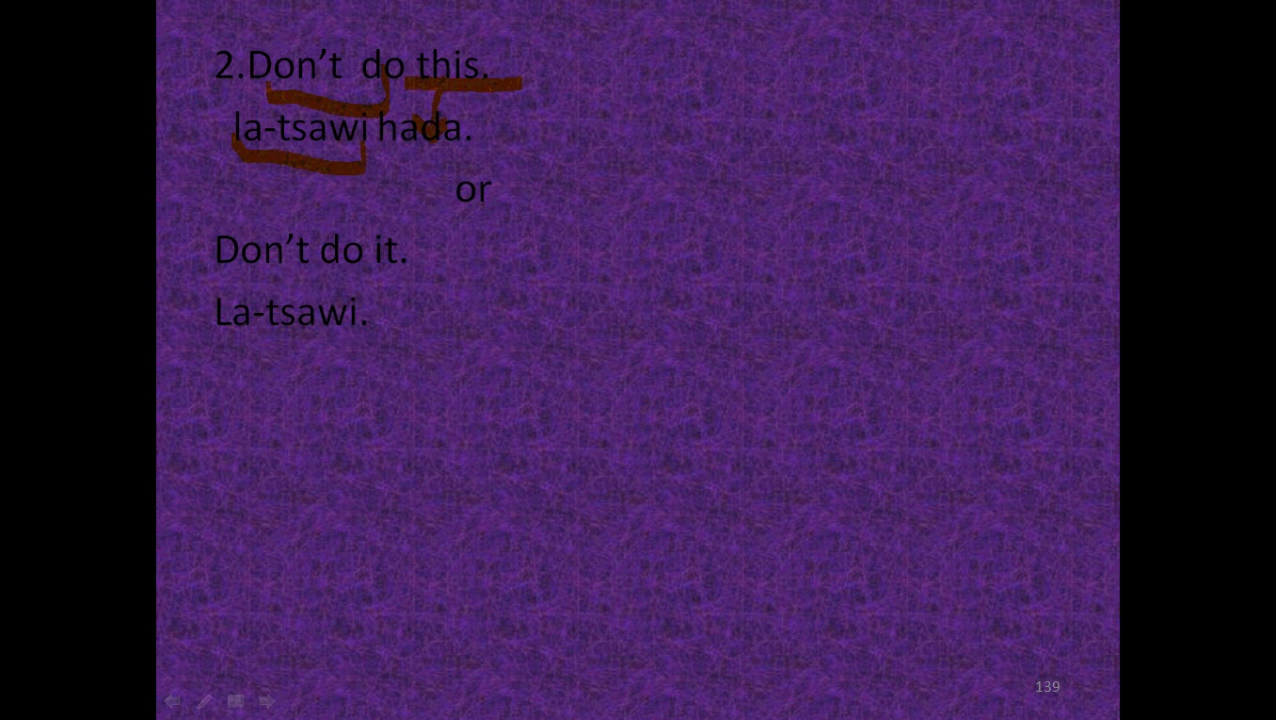 2.Don't do this.
la-tsawi hada.
or
Don't do it.
La-tsawi.
139